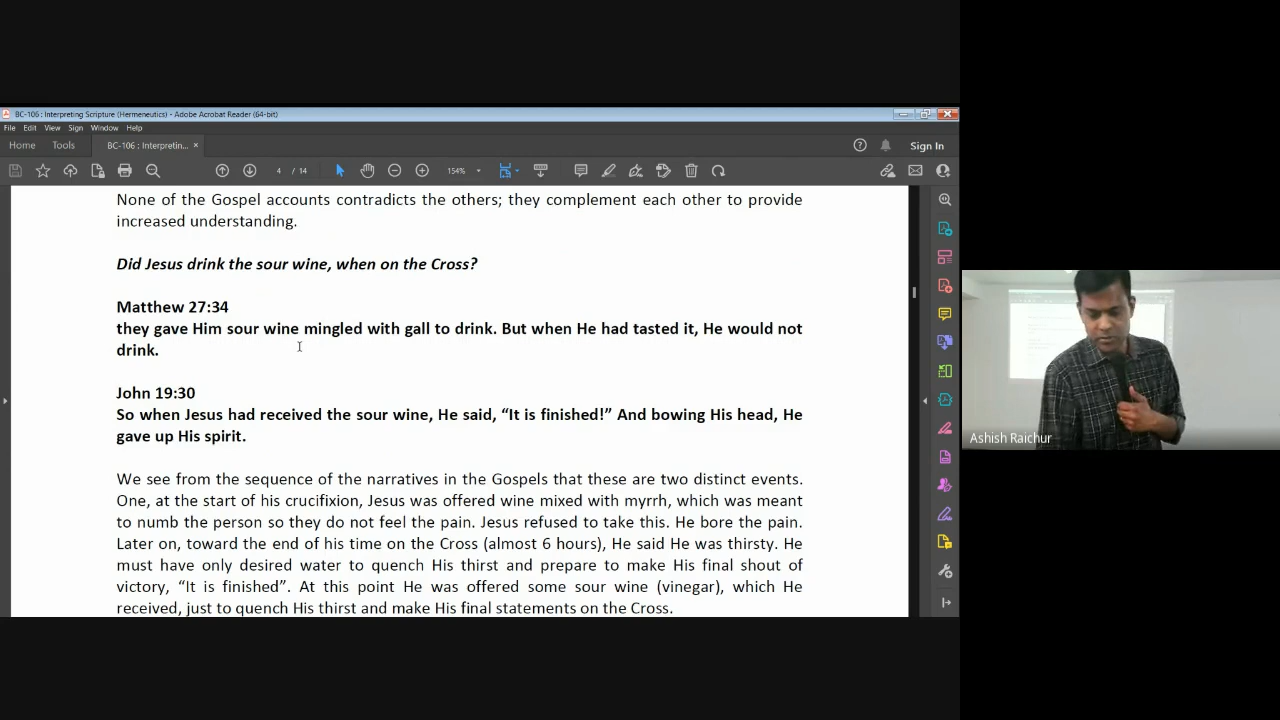 BC-106 : Interpreting Scripture (Hermeneutics) - Adobe Acrobat Reader (64-bit)
File Edit View Sign Window Help
Home Tools BC-106 : Interpretin... × Sign In
4 / 14 154%
None of the Gospel accounts contradicts the others; they complement each other to provide
increased understanding.
Did Jesus drink the sour wine, when on the Cross?
Matthew 27:34
they gave Him sour wine mingled with gall to drink. But when He had tasted it, He would not
drink.
John 19:30
So when Jesus had received the sour wine, He said, “It is finished!” And bowing His head, He
gave up His spirit.
We see from the sequence of the narratives in the Gospels that these are two distinct events.
One, at the start of his crucifixion, Jesus was offered wine mixed with myrrh, which was meant
to numb the person so they do not feel the pain. Jesus refused to take this. He bore the pain.
Later on, toward the end of his time on the Cross (almost 6 hours), He said He was thirsty. He
must have only desired water to quench His thirst and prepare to make His final shout of
victory, “It is finished”. At this point He was offered some sour wine (vinegar), which He
received, just to quench His thirst and make His final statements on the Cross.
Ashish Raichur